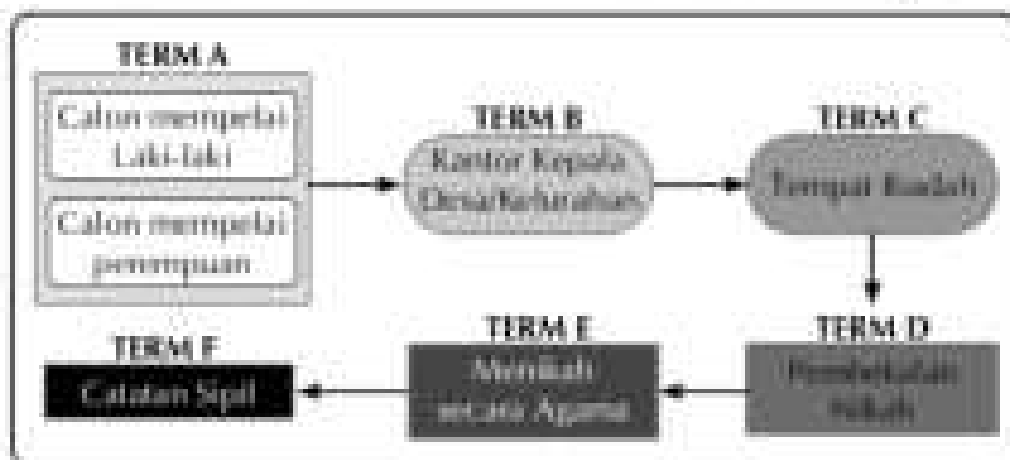 TERM A
Calon mempelai
Laki-laki
Calon mempelai
perempuan
TERM B
Kantor Kepala
Desa/Kelurahan
TERM C
Tempat Ibadah
TERM D
Pembekalan
Nikah
TERM E
Menikah
secara Agama
TERM F
Catatan Sipil